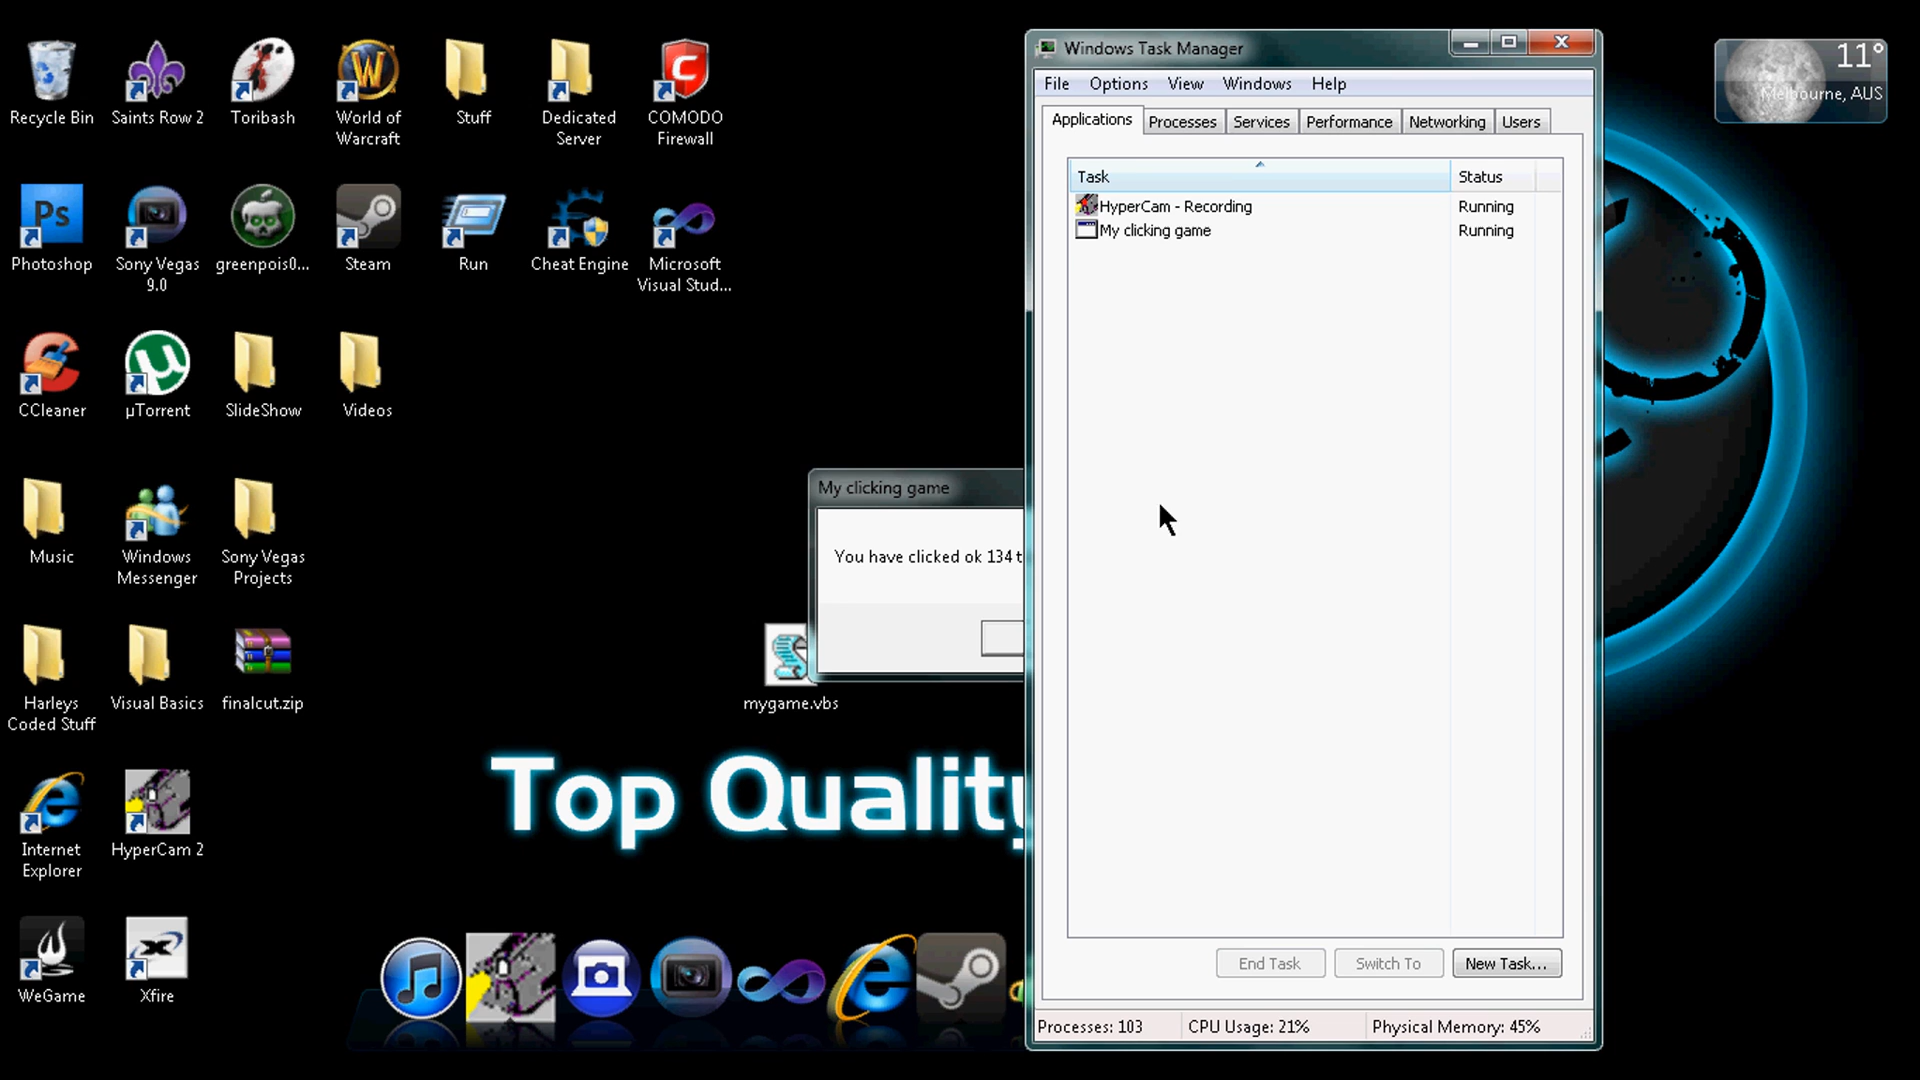 Recycle Bin
Saints Row 2
Toribash
World of
Warcraft
Stuff
Dedicated
Server
COMODO
Firewall
Ps
Photoshop
Sony Vegas
9.0
greenpois0...
Steam
Run
Cheat Engine
Microsoft
Visual Stud...
CCleaner
µTorrent
SlideShow
Videos
Music
Windows
Messenger
Sony Vegas
Projects
Harleys
Coded Stuff
Visual Basics
finalcut.zip
Internet
Explorer
HyperCam 2
WeGame
Xfire
mygame.vbs
My clicking game
You have clicked ok 134 t
Top Quality
Windows Task Manager
File Options View Windows Help
Applications Processes Services Performance Networking Users
Task Status
HyperCam - Recording Running
My clicking game Running
End Task Switch To New Task...
Processes: 103 CPU Usage: 21% Physical Memory: 45%
11°
Melbourne, AUS